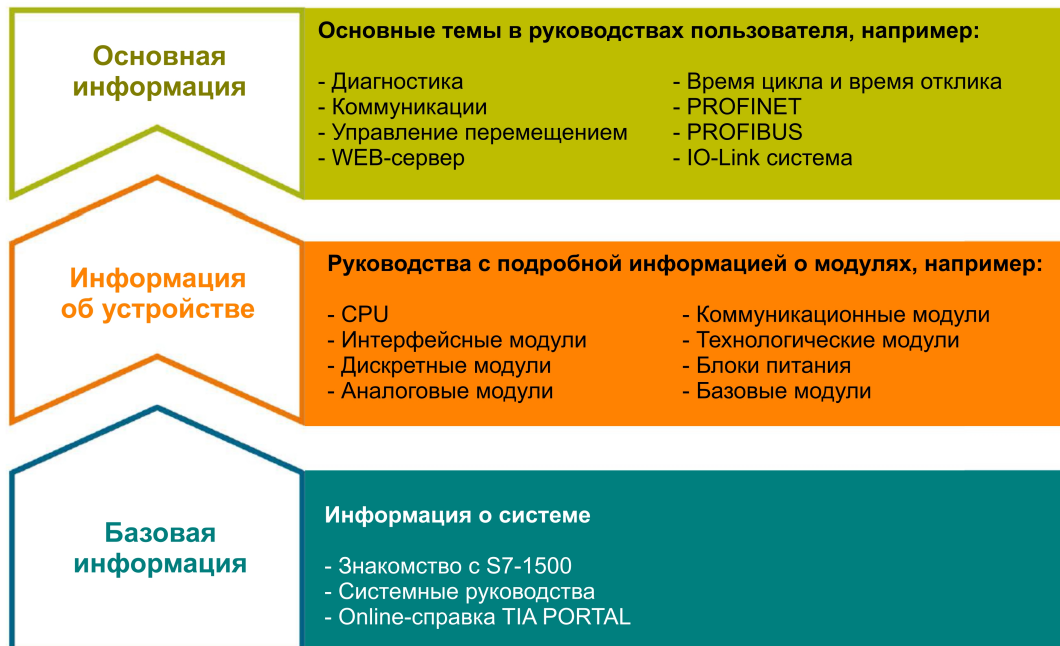 Основная
информация
Основные темы в руководствах пользователя, например:
- Диагностика
- Коммуникации
- Управление перемещением
- WEB-сервер
- Время цикла и время отклика
- PROFINET
- PROFIBUS
- IO-Link система
Информация
об устройстве
Руководства с подробной информацией о модулях, например:
- CPU
- Интерфейсные модули
- Дискретные модули
- Аналоговые модули
- Коммуникационные модули
- Технологические модули
- Блоки питания
- Базовые модули
Базовая
информация
Информация о системе
- Знакомство с S7-1500
- Системные руководства
- Online-справка TIA PORTAL